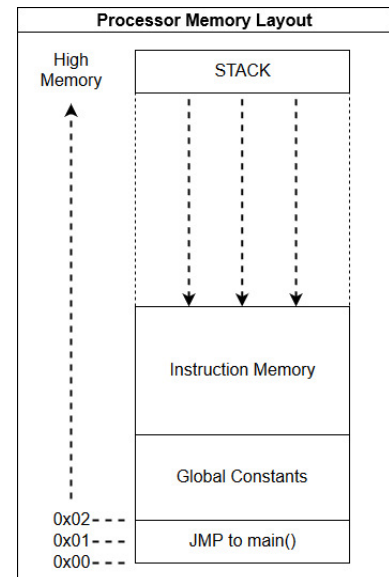 Processor Memory Layout
High
Memory
STACK
Instruction Memory
Global Constants
0x02
0x01
JMP to main()
0x00